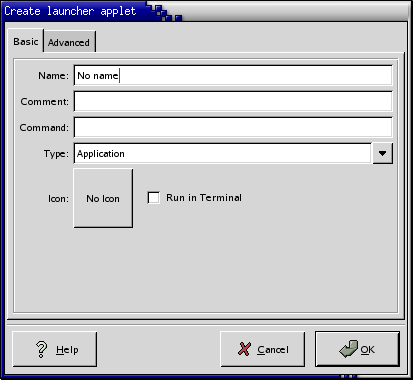 Create launcher applet
Basic Advanced
Name: No name
Comment:
Command:
Type: Application
Icon: No Icon Run in Terminal
Help Cancel OK